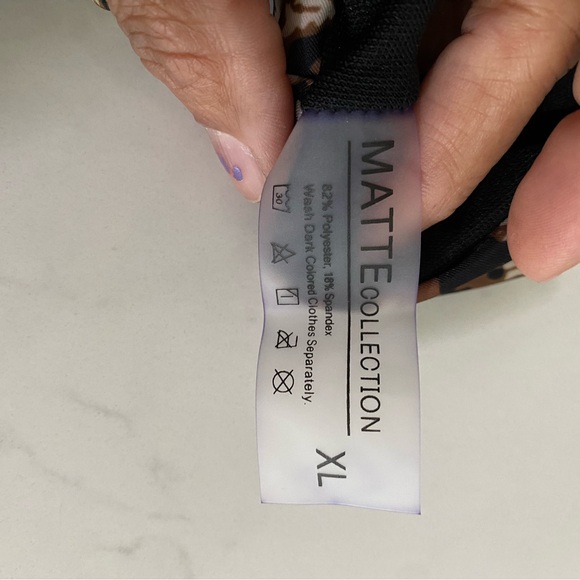 MATTE COLLECTION
XL
82% Polyester, 18% Spandex
Wash Dark Colored Clothes Separately.
30